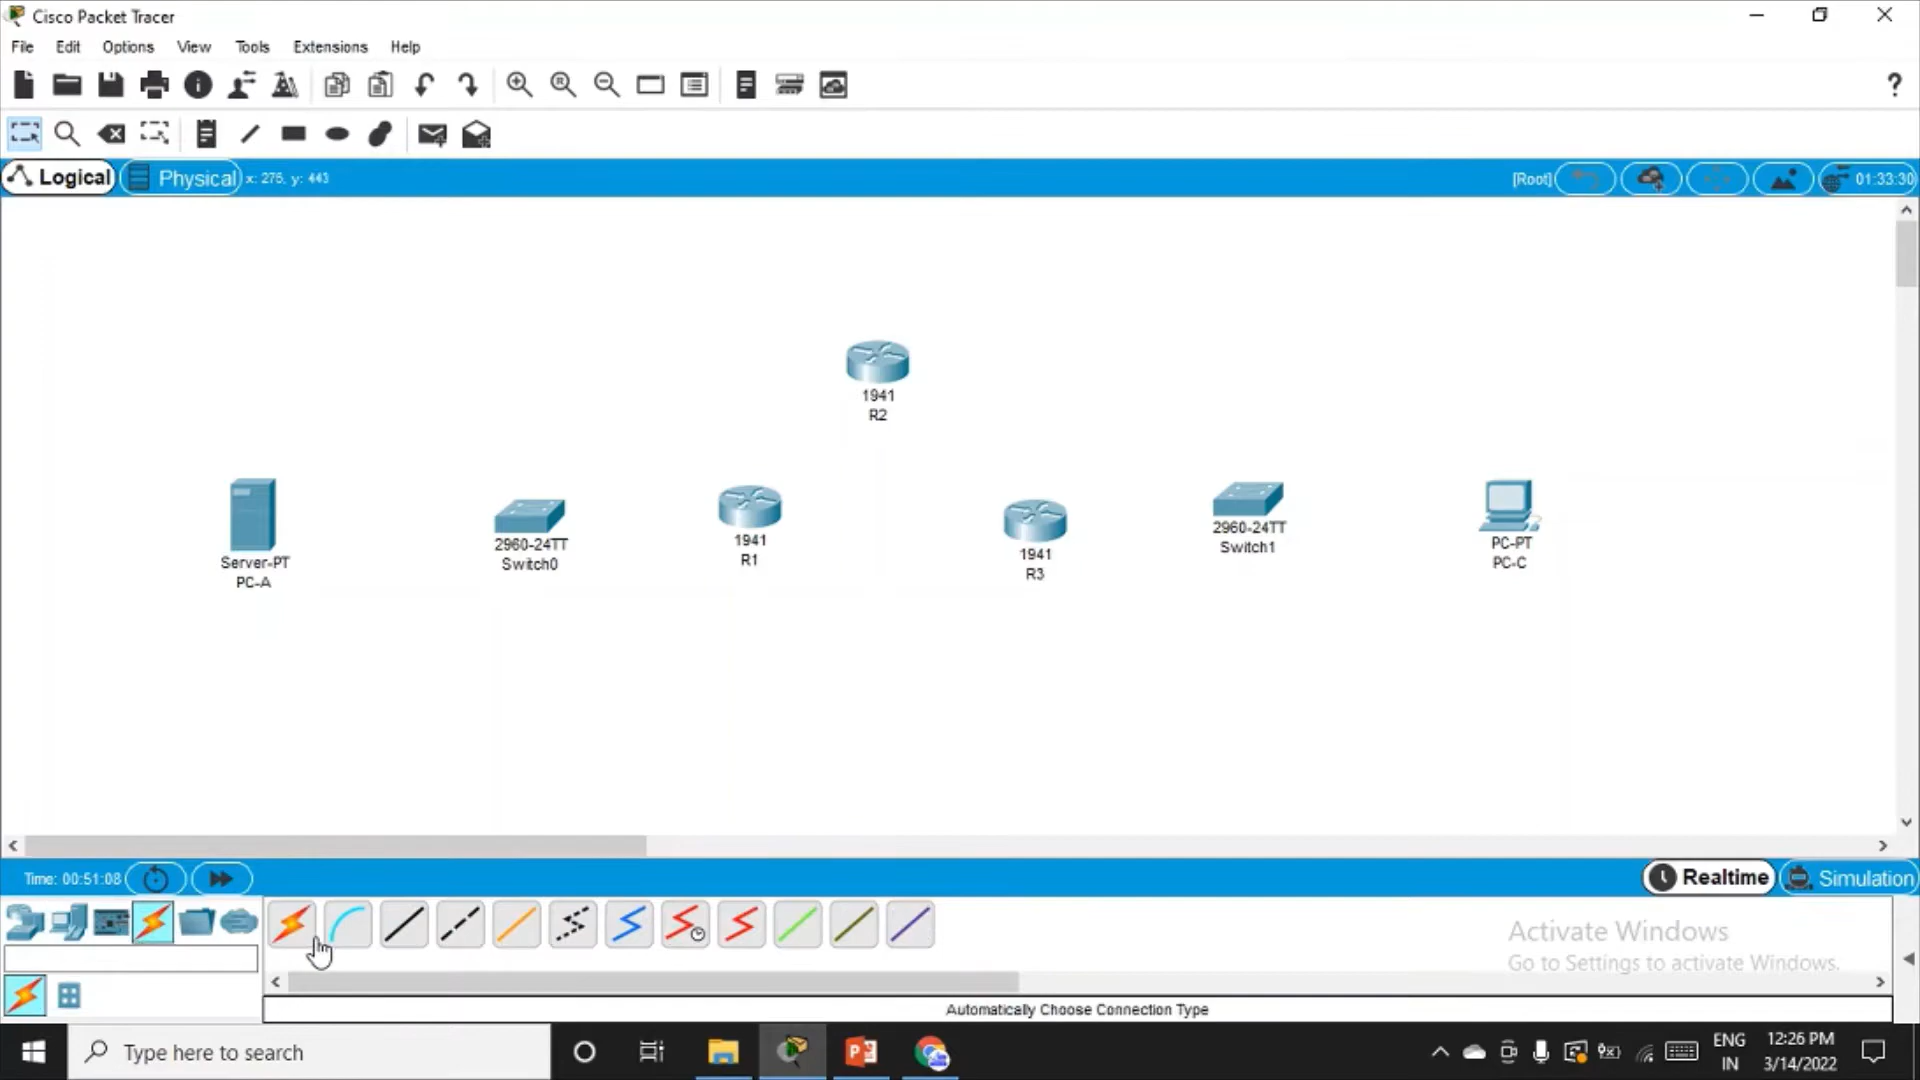 Cisco Packet Tracer
File Edit Options View Tools Extensions Help
?
Logical Physical x: 275, y: 443 [Root] 01:33:30
1941
R2
Server-PT
PC-A
2960-24TT
Switch0
1941
R1
1941
R3
2960-24TT
Switch1
PC-PT
PC-C
Time: 00:51:08 Realtime Simulation
Activate Windows
Go to Settings to activate Windows.
Automatically Choose Connection Type
Type here to search
ENG
IN
12:26 PM
3/14/2022